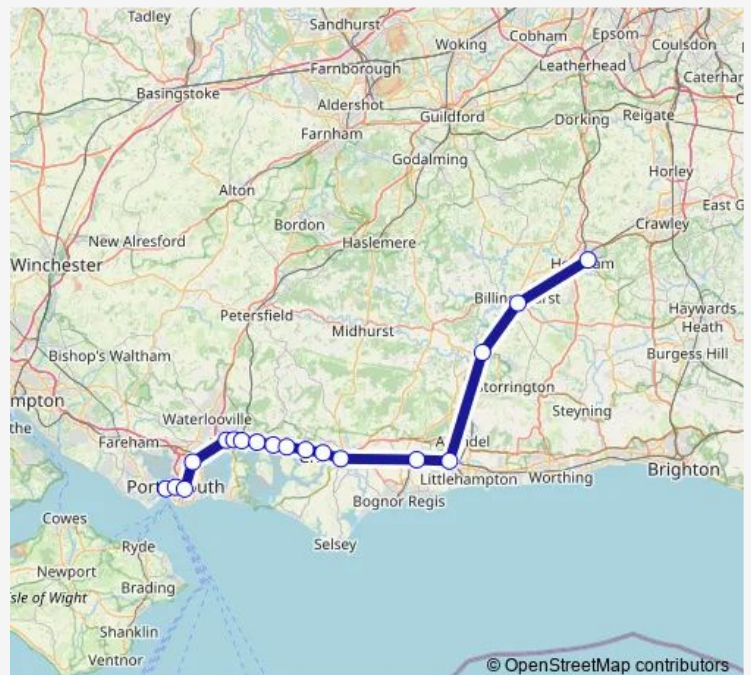 Tadley
Sandhurst
Woking
Cobham
Epsom
Coulsdon
Leatherhead
Farnborough
Caterhar
Basingstoke
Aldershot
Guildford
Dorking
Reigate
Farnham
Godalming
Horley
Alton
East G
Bordon
Crawley
New Alresford
Haslemere
Winchester
Petersfield
Midhurst
Haywards
Heath
Bishop's Waltham
Burgess Hill
Storrington
mpton
Steyning
Waterlooville
the
Fareham
Littlehampton
Worthing
Brighton
Bognor Regis
Cowes
Selsey
Ryde
Newport
Brading
sle of Wight
Shanklin
Ventnor
© OpenStreetMap contributors